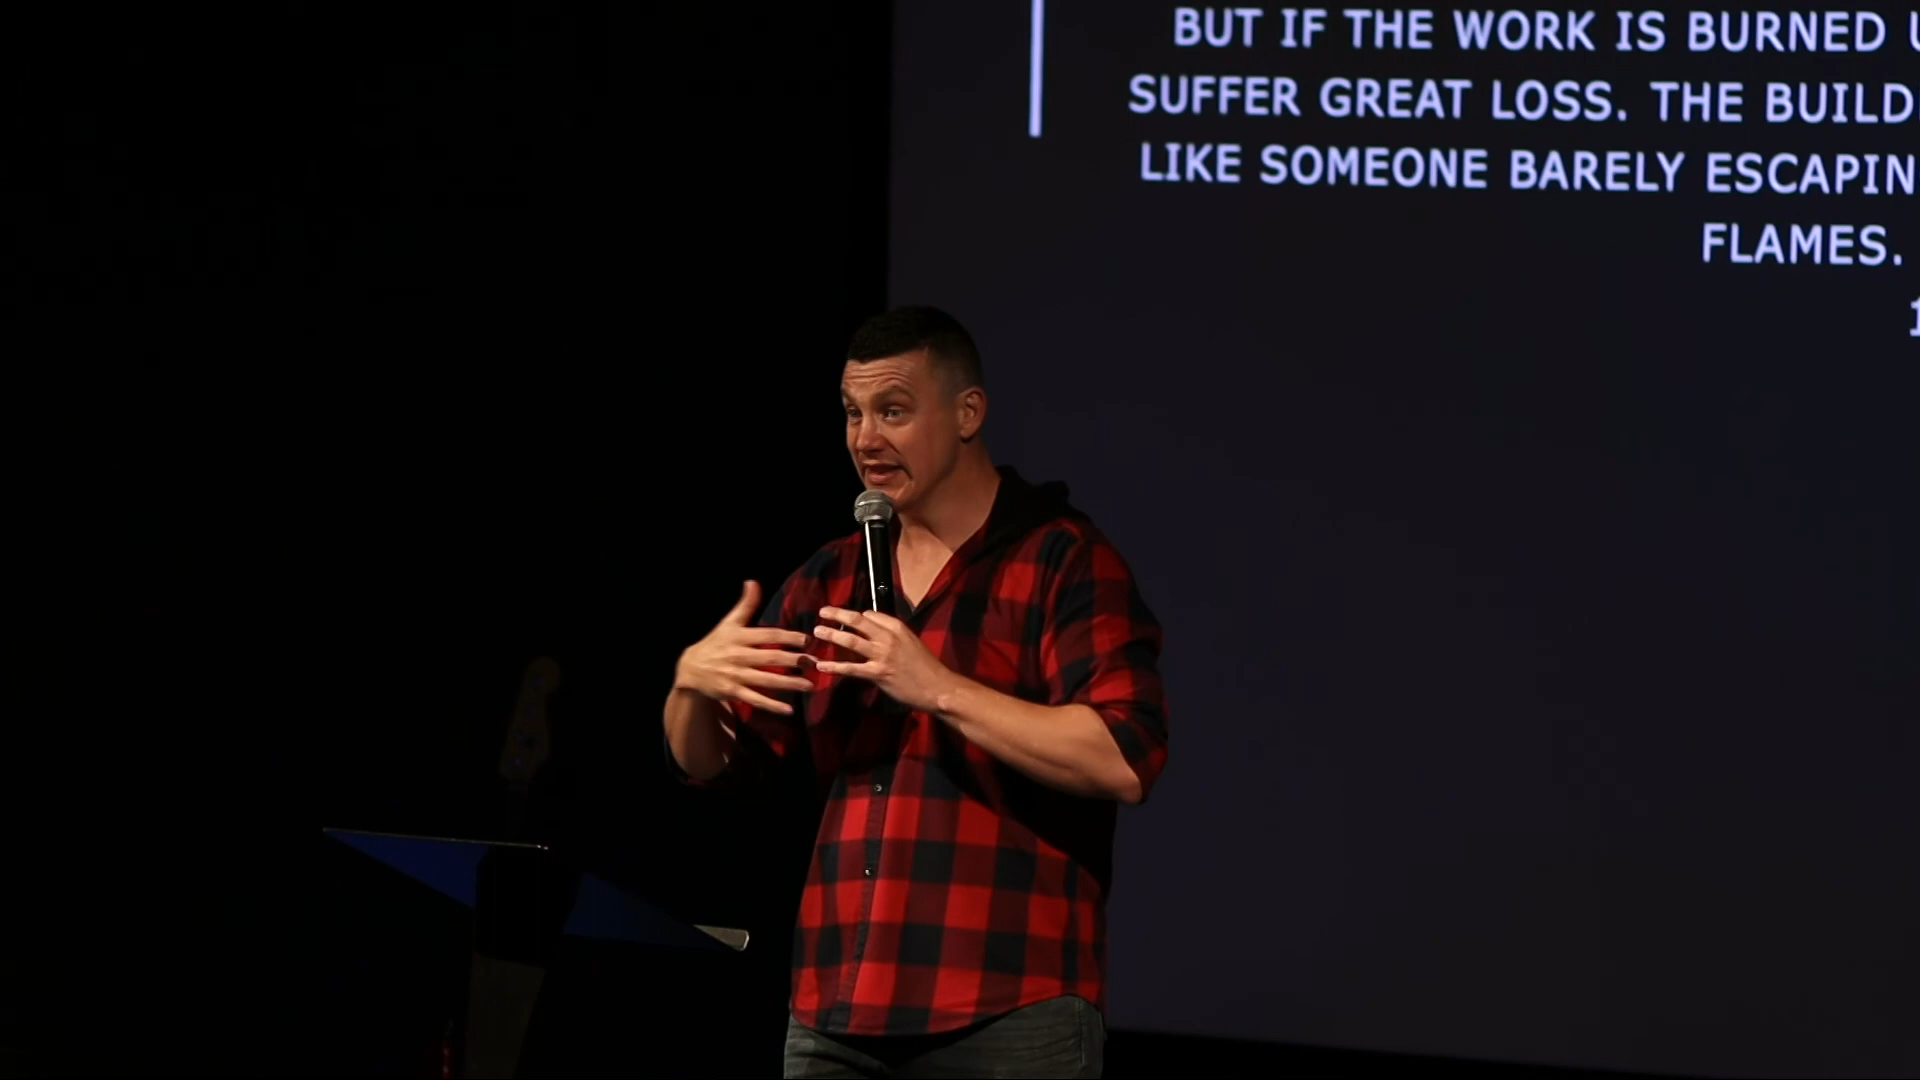 BUT IF THE WORK IS BURNED
SUFFER GREAT LOSS. THE
LIKE SOMEONE BARELY
FLAMES.